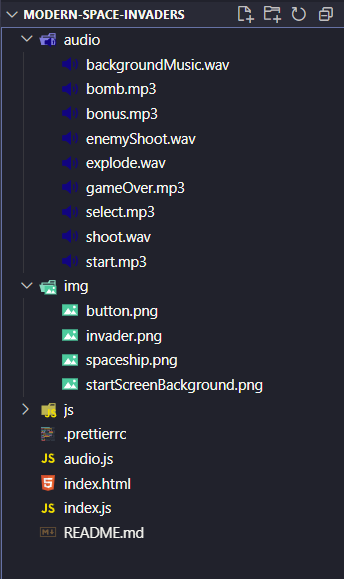 MODERN-SPACE-INVADERS
audio
backgroundMusic.wav
bomb.mp3
bonus.mp3
enemyShoot.wav
explode.wav
gameOver.mp3
select.mp3
shoot.wav
start.mp3
img
button.png
invader.png
spaceship.png
startScreenBackground.png
JS js
.prettierrc
JS audio.js
5 index.html
JS index.js
README.md